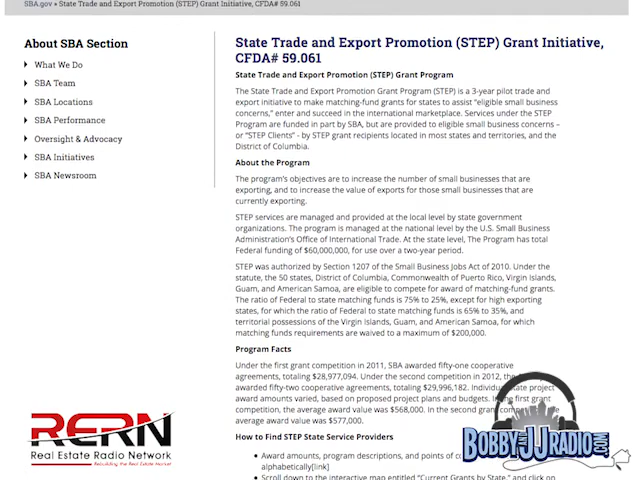 SBA.gov » State Trade and Export Promotion (STEP) Grant Initiative, CFDA# 59.061
About SBA Section
What We Do
SBA Team
SBA Locations
SBA Performance
Oversight & Advocacy
SBA Initiatives
SBA Newsroom
State Trade and Export Promotion (STEP) Grant Initiative,
CFDA# 59.061
State Trade and Export Promotion (STEP) Grant Program
The State Trade and Export Promotion Grant Program (STEP) is a 3-year pilot trade and
export initiative to make matching-fund grants for states to assist “eligible small business
concerns,” enter and succeed in the international marketplace. Services under the STEP
Program are funded in part by SBA, but are provided to eligible small business concerns –
or “STEP Clients” - by STEP grant recipients located in most states and territories, and the
District of Columbia.
About the Program
The program's objectives are to increase the number of small businesses that are
exporting, and to increase the value of exports for those small businesses that are
currently exporting.
STEP services are managed and provided at the local level by state government
organizations. The program is managed at the national level by the U.S. Small Business
Administration's Office of International Trade. At the state level, The Program has total
Federal funding of $60,000,000, for use over a two-year period.
STEP was authorized by Section 1207 of the Small Business Jobs Act of 2010. Under the
statute, the 50 states, District of Columbia, Commonwealth of Puerto Rico, Virgin Islands,
Guam, and American Samoa, are eligible to compete for award of matching-fund grants.
The ratio of Federal to state matching funds is 75% to 25%, except for high exporting
states, for which the ratio of Federal to state matching funds is 65% to 35%, and
territorial possessions of the Virgin Islands, Guam, and American Samoa, for which
matching funds requirements are waived to a maximum of $200,000.
Program Facts
Under the first grant competition in 2011, SBA awarded fifty-one cooperative
agreements, totaling $28,977,094. Under the second competition in 2012, the
awarded fifty-two cooperative agreements, totaling $29,996,182. Individual state project
award amounts varied, based on proposed project plans and budgets. In the first grant
competition, the average award value was $568,000. In the second grant the
average award value was $577,000.
How to Find STEP State Service Providers
Award amounts, program descriptions, and points of
alphabetically[link]
Scroll down to the interactive map entitled "Current Grants by State," and click on
RERN
Real Estate Radio Network
Rebuilding the Real Estate Market
BOBBY AND JJ RADIO.COM